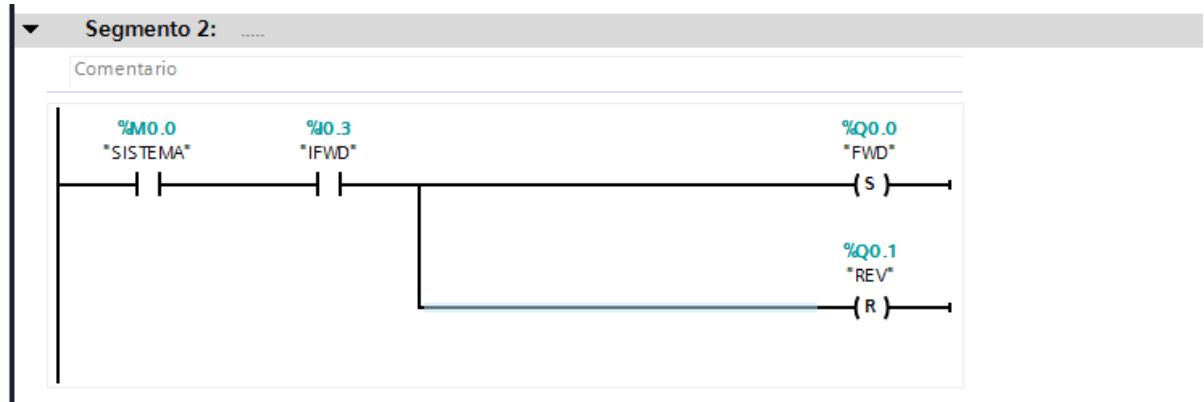 Segmento 2: .....
Comentario
%M0.0 %I0.3 %Q0.0
"SISTEMA" "IFWD" "FWD"
S
%Q0.1
"REV"
R